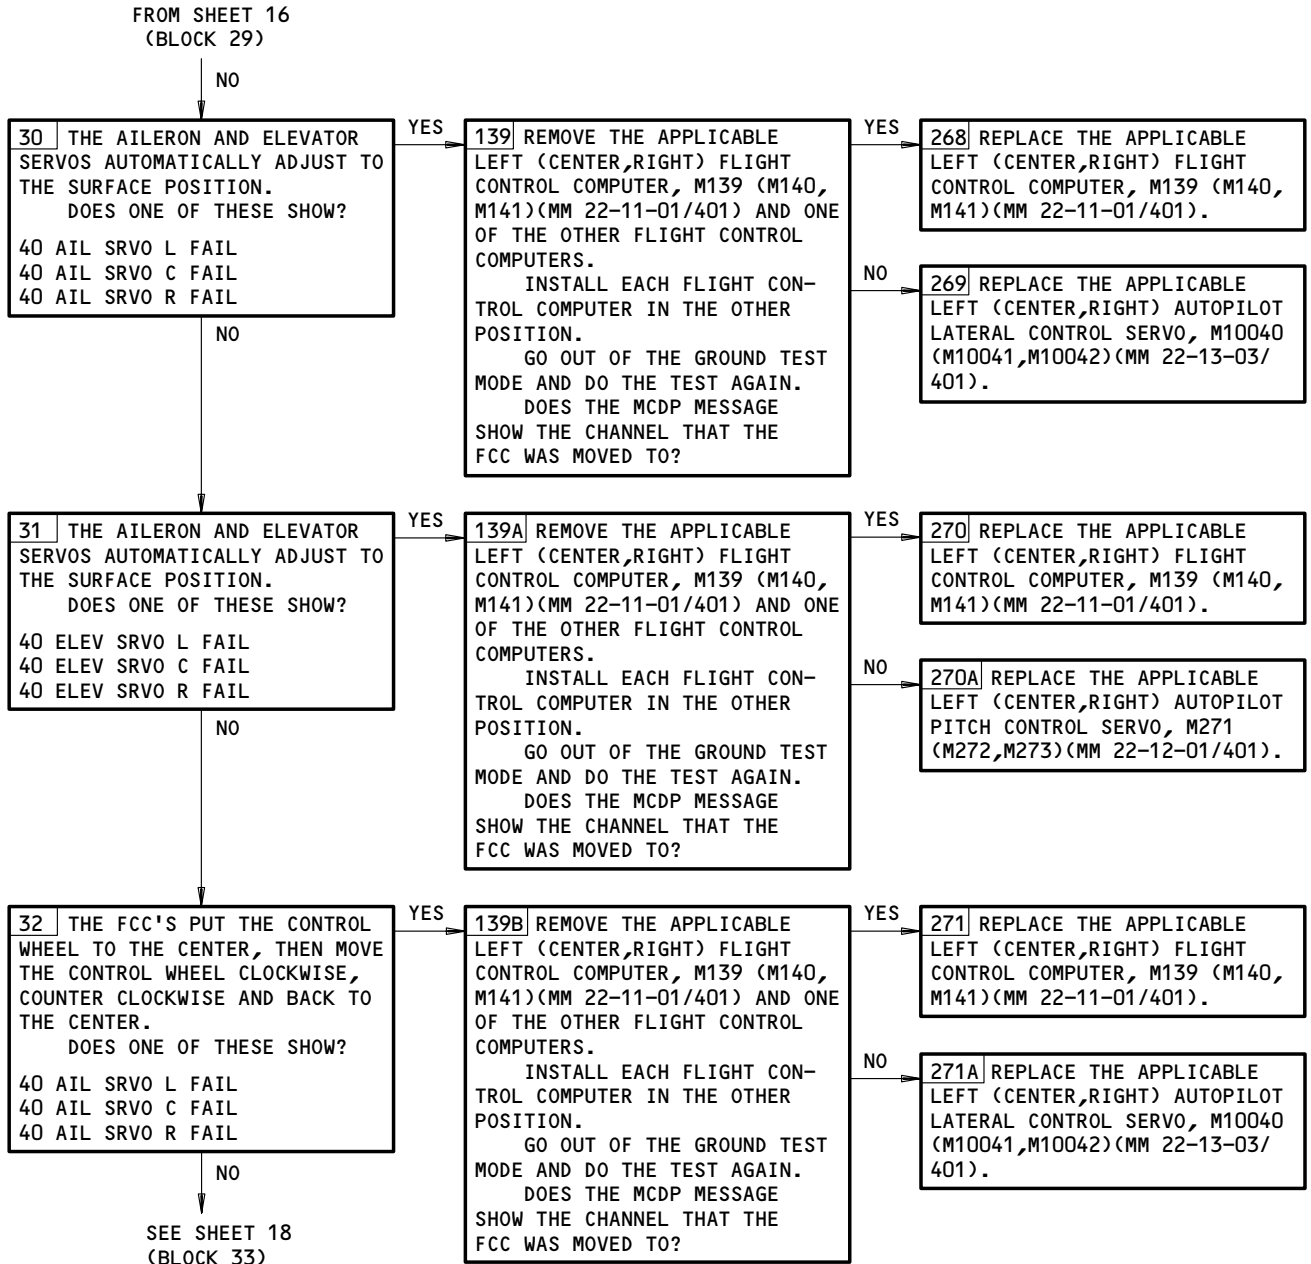 FROM SHEET 16
(BLOCK 29)
NO
30 THE AILERON AND ELEVATOR
SERVOS AUTOMATICALLY ADJUST TO
THE SURFACE POSITION.
DOES ONE OF THESE SHOW?
40 AIL SRVO L FAIL
40 AIL SRVO C FAIL
40 AIL SRVO R FAIL
YES
NO
139 REMOVE THE APPLICABLE
LEFT (CENTER,RIGHT) FLIGHT
CONTROL COMPUTER, M139 (M140,
M141)(MM 22-11-01/401) AND ONE
OF THE OTHER FLIGHT CONTROL
COMPUTERS.
INSTALL EACH FLIGHT CON-
TROL COMPUTER IN THE OTHER
POSITION.
GO OUT OF THE GROUND TEST
MODE AND DO THE TEST AGAIN.
DOES THE MCDP MESSAGE
SHOW THE CHANNEL THAT THE
FCC WAS MOVED TO?
YES
268 REPLACE THE APPLICABLE
LEFT (CENTER,RIGHT) FLIGHT
CONTROL COMPUTER, M139 (M140,
M141)(MM 22-11-01/401).
NO
269 REPLACE THE APPLICABLE
LEFT (CENTER,RIGHT) AUTOPILOT
LATERAL CONTROL SERVO, M10040
(M10041,M10042)(MM 22-13-03/
401).
31 THE AILERON AND ELEVATOR
SERVOS AUTOMATICALLY ADJUST TO
THE SURFACE POSITION.
DOES ONE OF THESE SHOW?
40 ELEV SRVO L FAIL
40 ELEV SRVO C FAIL
40 ELEV SRVO R FAIL
YES
NO
139A REMOVE THE APPLICABLE
LEFT (CENTER,RIGHT) FLIGHT
CONTROL COMPUTER, M139 (M140,
M141)(MM 22-11-01/401) AND ONE
OF THE OTHER FLIGHT CONTROL
COMPUTERS.
INSTALL EACH FLIGHT CON-
TROL COMPUTER IN THE OTHER
POSITION.
GO OUT OF THE GROUND TEST
MODE AND DO THE TEST AGAIN.
DOES THE MCDP MESSAGE
SHOW THE CHANNEL THAT THE
FCC WAS MOVED TO?
YES
270 REPLACE THE APPLICABLE
LEFT (CENTER,RIGHT) FLIGHT
CONTROL COMPUTER, M139 (M140,
M141)(MM 22-11-01/401).
NO
270A REPLACE THE APPLICABLE
LEFT (CENTER,RIGHT) AUTOPILOT
PITCH CONTROL SERVO, M271
(M272,M273)(MM 22-12-01/401).
32 THE FCC'S PUT THE CONTROL
WHEEL TO THE CENTER, THEN MOVE
THE CONTROL WHEEL CLOCKWISE,
COUNTER CLOCKWISE AND BACK TO
THE CENTER.
DOES ONE OF THESE SHOW?
40 AIL SRVO L FAIL
40 AIL SRVO C FAIL
40 AIL SRVO R FAIL
YES
NO
139B REMOVE THE APPLICABLE
LEFT (CENTER,RIGHT) FLIGHT
CONTROL COMPUTER, M139 (M140,
M141)(MM 22-11-01/401) AND ONE
OF THE OTHER FLIGHT CONTROL
COMPUTERS.
INSTALL EACH FLIGHT CON-
TROL COMPUTER IN THE OTHER
POSITION.
GO OUT OF THE GROUND TEST
MODE AND DO THE TEST AGAIN.
DOES THE MCDP MESSAGE
SHOW THE CHANNEL THAT THE
FCC WAS MOVED TO?
YES
271 REPLACE THE APPLICABLE
LEFT (CENTER,RIGHT) FLIGHT
CONTROL COMPUTER, M139 (M140,
M141)(MM 22-11-01/401).
NO
271A REPLACE THE APPLICABLE
LEFT (CENTER,RIGHT) AUTOPILOT
LATERAL CONTROL SERVO, M10040
(M10041,M10042)(MM 22-13-03/
401).
SEE SHEET 18
(BLOCK 33)